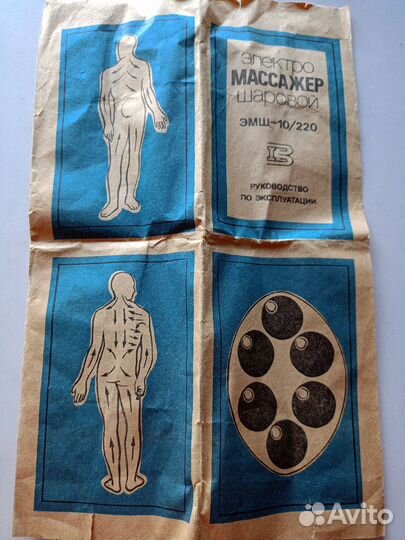 электро
МАССАЖЕР
шаровой
ЭМШ-10/220
РУКОВОДСТВО
ПО ЭКСПЛУАТАЦИИ
Avito